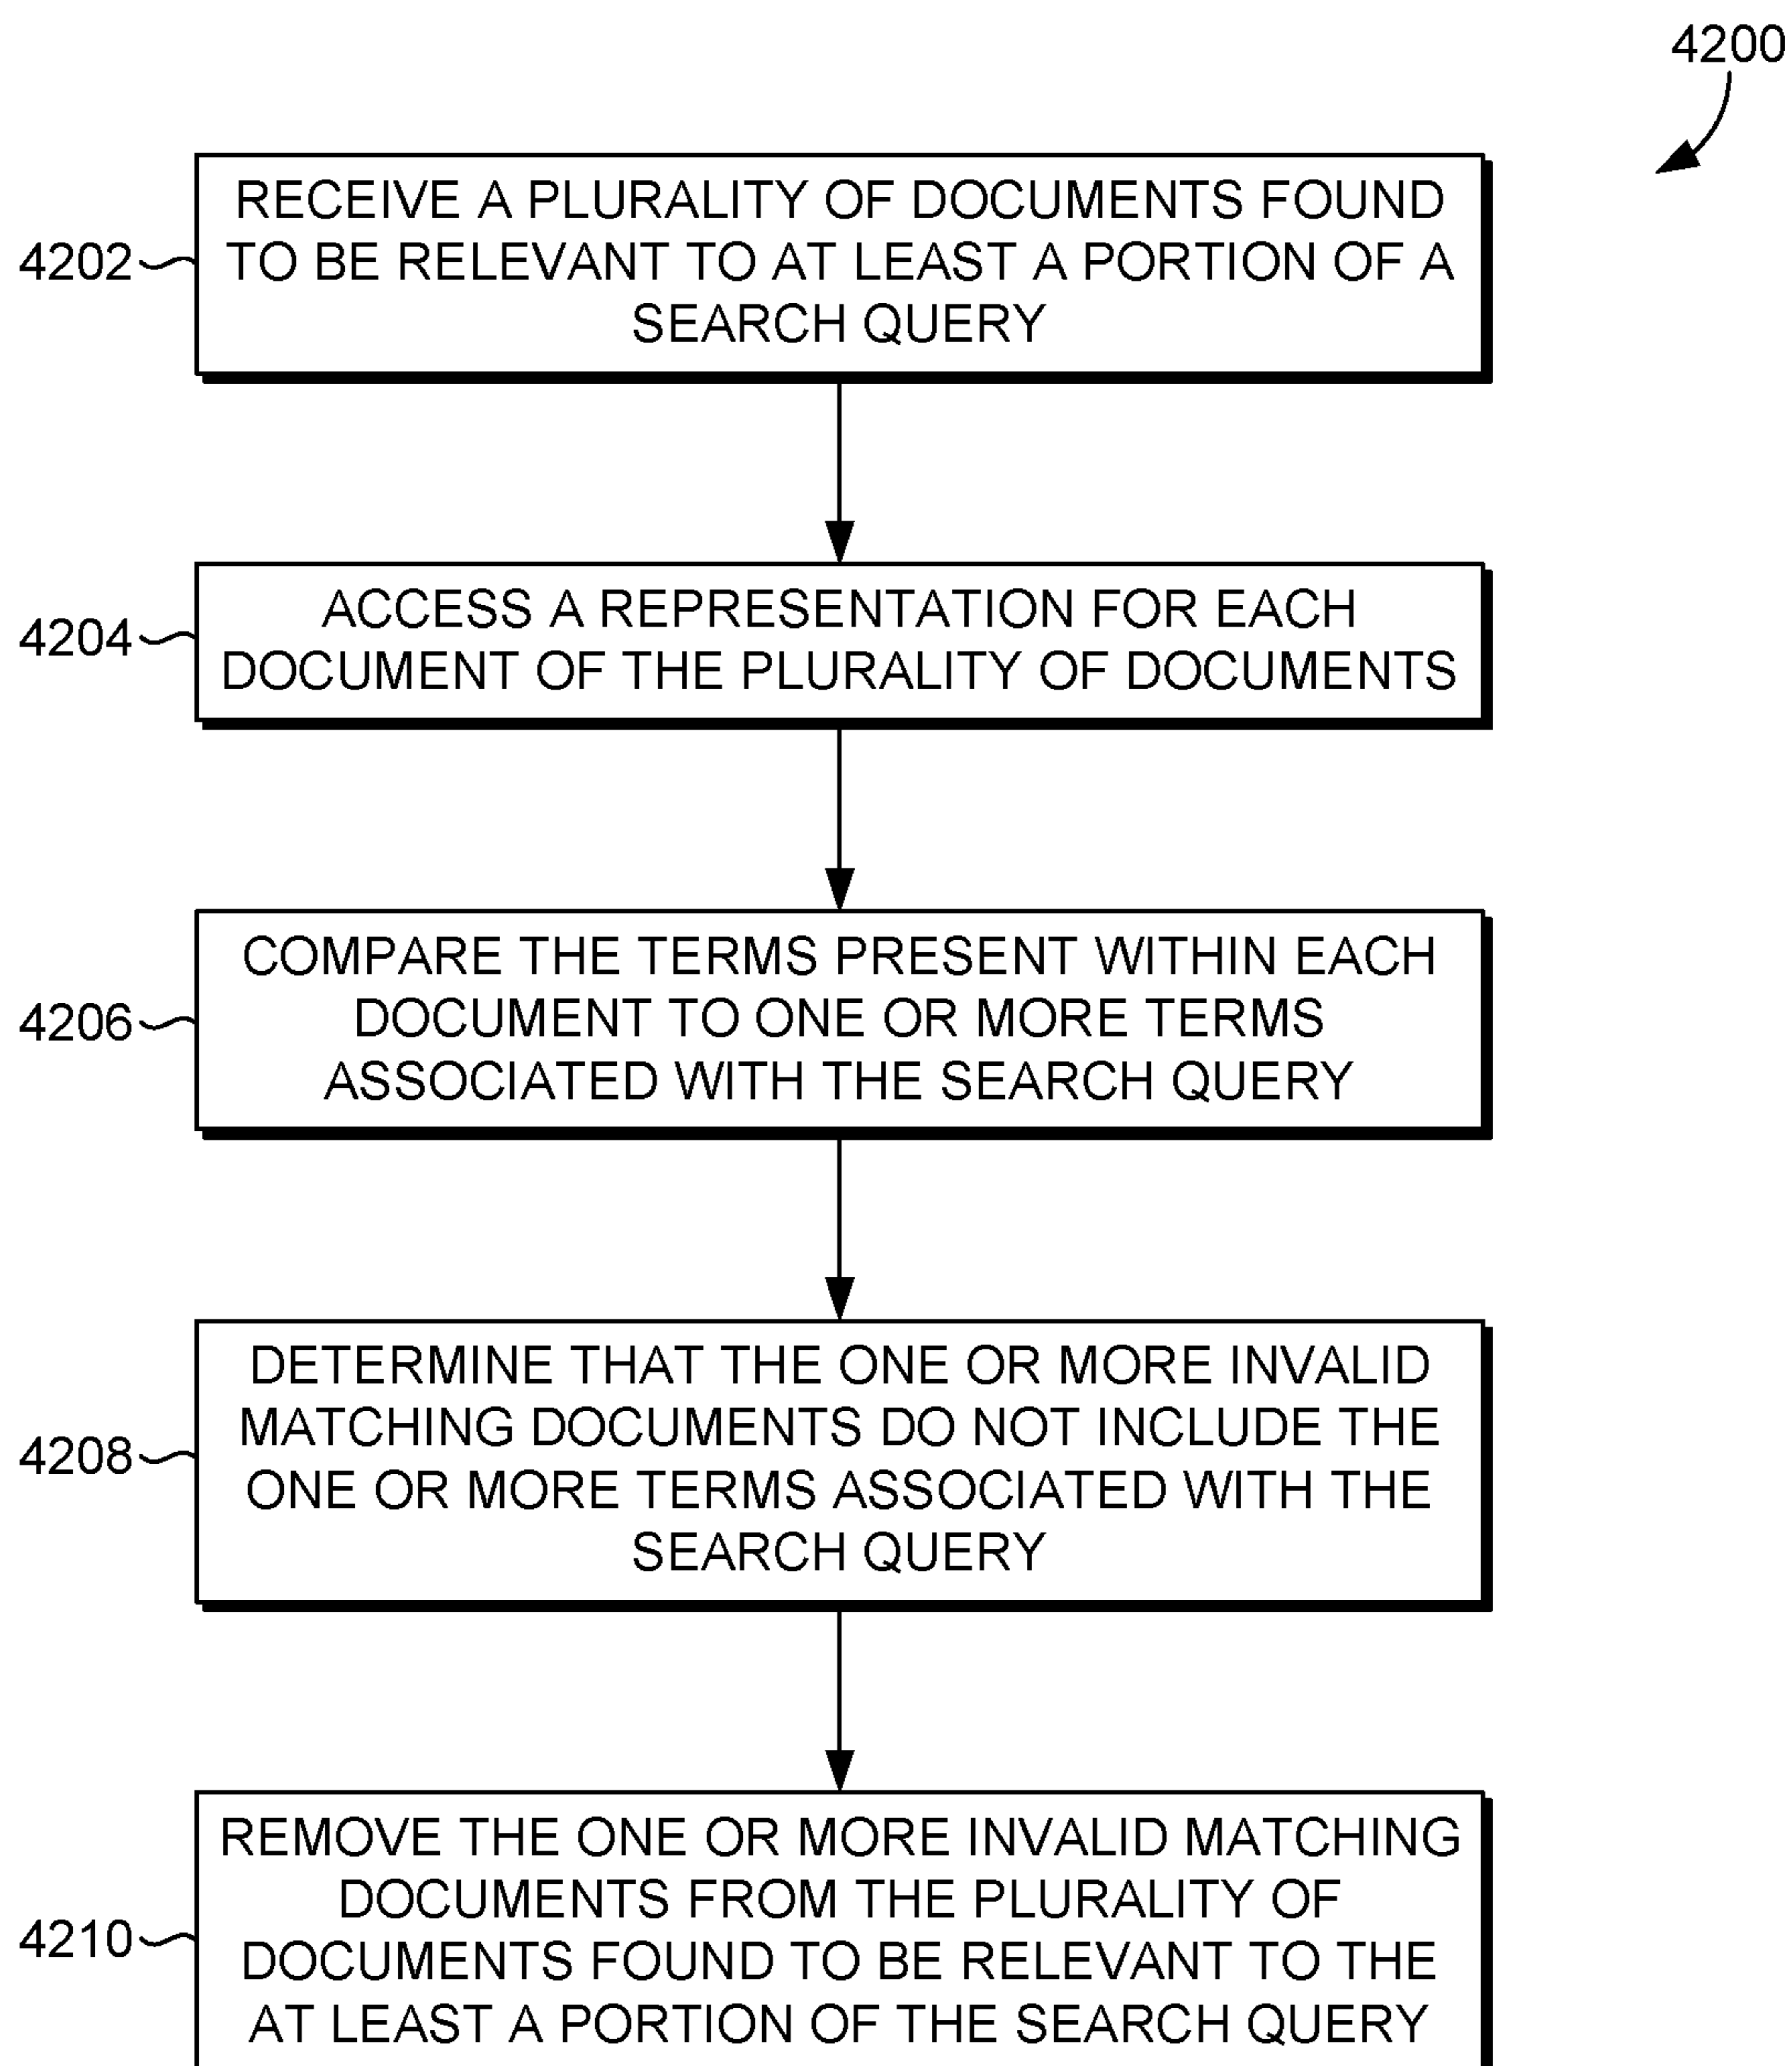 4200
RECEIVE A PLURALITY OF DOCUMENTS FOUND
TO BE RELEVANT TO AT LEAST A PORTION OF A
SEARCH QUERY
4202
ACCESS A REPRESENTATION FOR EACH
DOCUMENT OF THE PLURALITY OF DOCUMENTS
4204
COMPARE THE TERMS PRESENT WITHIN EACH
DOCUMENT TO ONE OR MORE TERMS
ASSOCIATED WITH THE SEARCH QUERY
4206
DETERMINE THAT THE ONE OR MORE INVALID
MATCHING DOCUMENTS DO NOT INCLUDE THE
ONE OR MORE TERMS ASSOCIATED WITH THE
SEARCH QUERY
4208
REMOVE THE ONE OR MORE INVALID MATCHING
DOCUMENTS FROM THE PLURALITY OF
DOCUMENTS FOUND TO BE RELEVANT TO THE
AT LEAST A PORTION OF THE SEARCH QUERY
4210